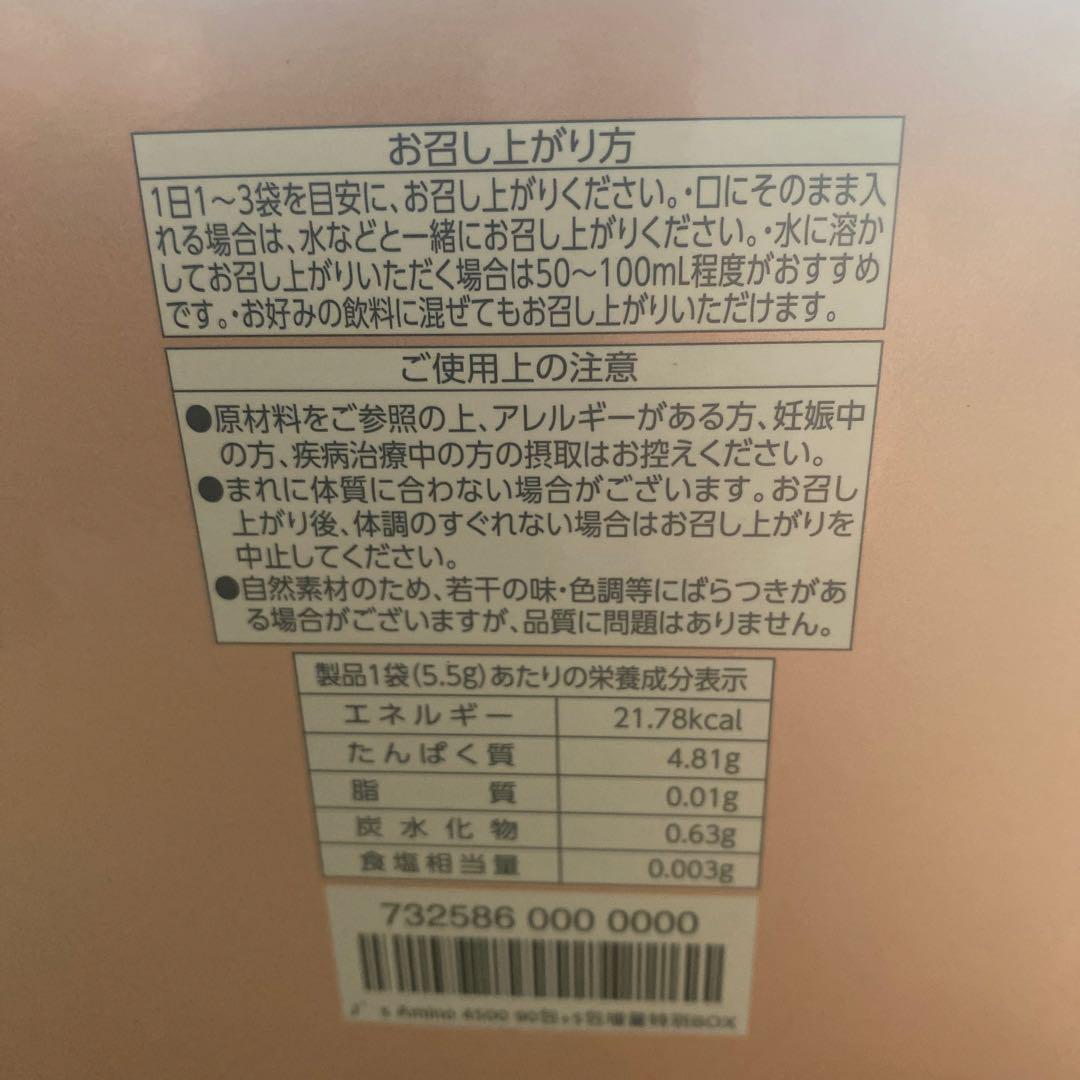 お召し上がり方
1日1〜3袋を目安に、お召し上がりください。・口にそのまま入
れる場合は、水などと一緒にお召し上がりください。・水に溶か
してお召し上がりいただく場合は50〜100mL程度がおすすめ
です。・お好みの飲料に混ぜてもお召し上がりいただけます。
ご使用上の注意
●原材料をご参照の上、アレルギーがある方、妊娠中
の方、疾病治療中の方の摂取はお控えください。
●まれに体質に合わない場合がございます。お召し
上がり後、体調のすぐれない場合はお召し上がりを
中止してください。
●自然素材のため、若干の味・色調等にばらつきがあ
る場合がございますが、品質に問題はありません。
製品1袋(5.5g)あたりの栄養成分表示
エネルギー 21.78kcal
たんぱく質 4.81g
脂質 0.01g
炭水化物 0.63g
食塩相当量 0.003g
732586 000 0000
J's Amino 4500 90包+5包増量特別BOX